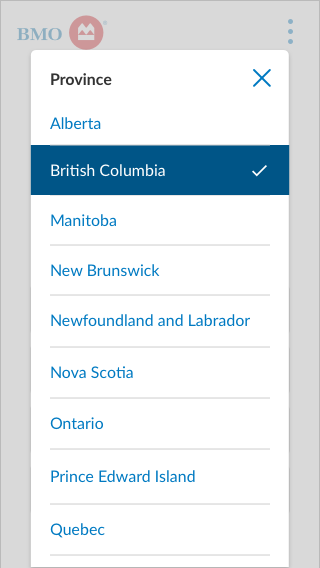 BMO
Province
Alberta
British Columbia
Manitoba
New Brunswick
Newfoundland and Labrador
Nova Scotia
Ontario
Prince Edward Island
Quebec